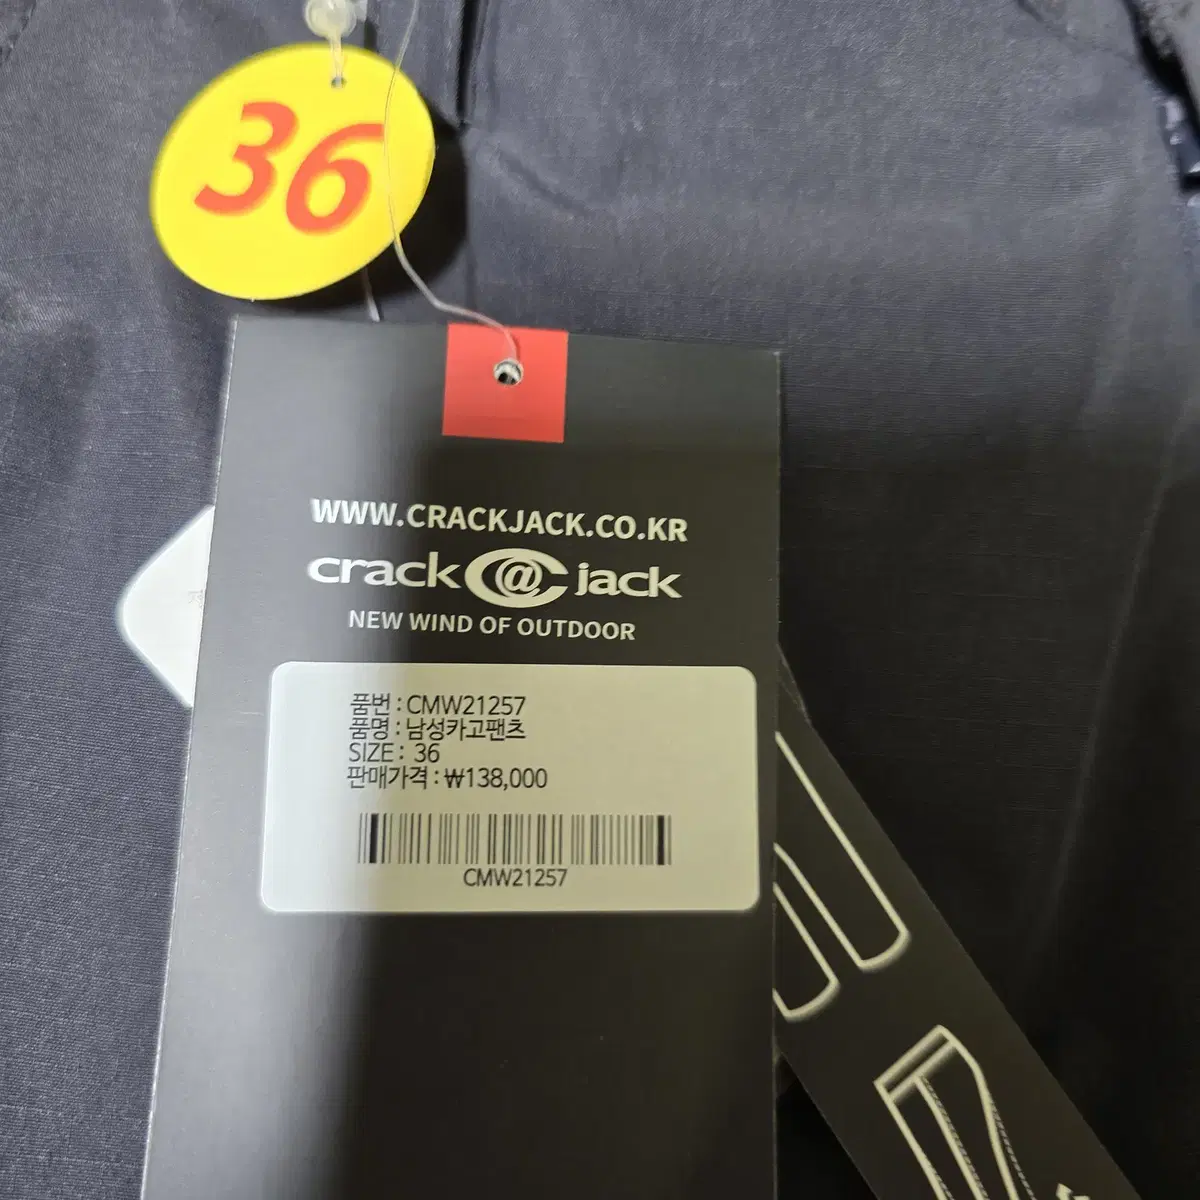 36
WWW.CRACKJACK.CO.KR
crack @ jack
NEW WIND OF OUTDOOR
품번 : CMW21257
품명 : 남성카고팬츠
SIZE : 36
판매가격 : ₩138,000
CMW21257